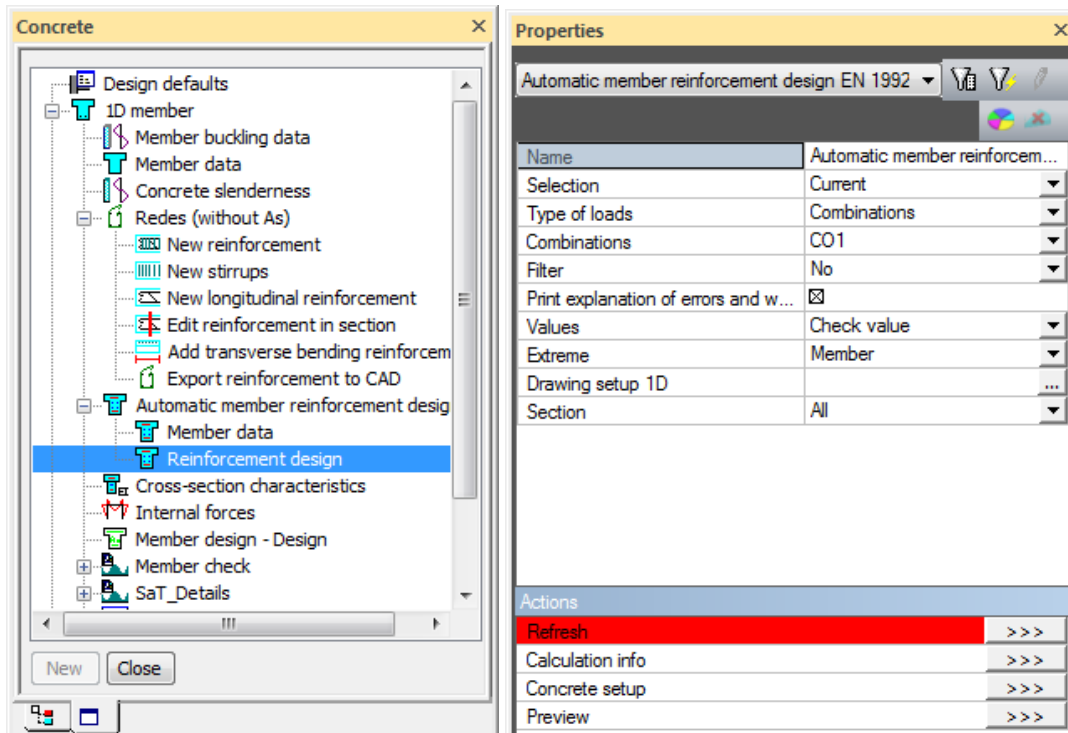 Concrete
Design defaults
1D member
Member buckling data
Member data
Concrete slenderness
Redes (without As)
New reinforcement
New stirrups
New longitudinal reinforcement
Edit reinforcement in section
Add transverse bending reinforcem
Export reinforcement to CAD
Automatic member reinforcement desig
Member data
Reinforcement design
Cross-section characteristics
Internal forces
Member design - Design
Member check
SaT_Details
New Close
Properties
Automatic member reinforcement design EN 1992
Name Automatic member reinforcem...
Selection Current
Type of loads Combinations
Combinations CO1
Filter No
Print explanation of errors and w...
Values Check value
Extreme Member
Drawing setup 1D ...
Section All
Actions
Refresh >>>
Calculation info >>>
Concrete setup >>>
Preview >>>